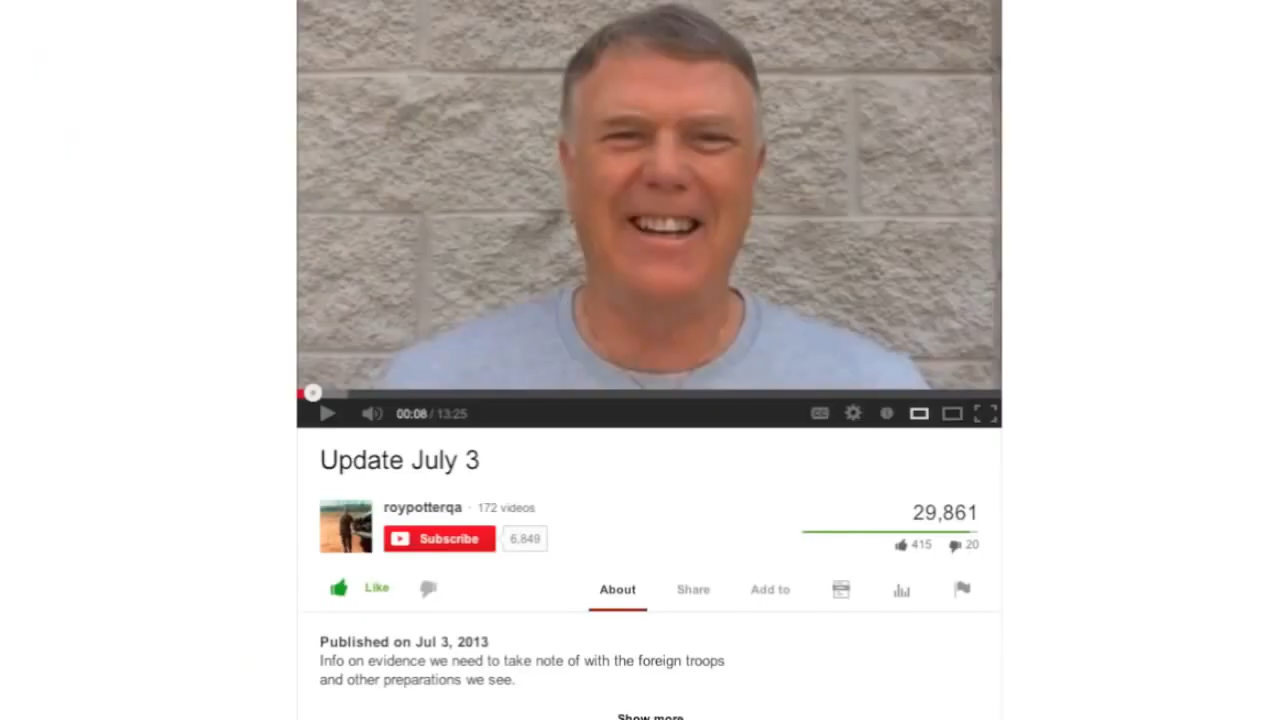 00:08 / 13:25
CC
Update July 3
roypotterqa · 172 videos
Subscribe 6,849
29,861
415 20
Like
About Share Add to
Published on Jul 3, 2013
Info on evidence we need to take note of with the foreign troops
and other preparations we see.
Show more